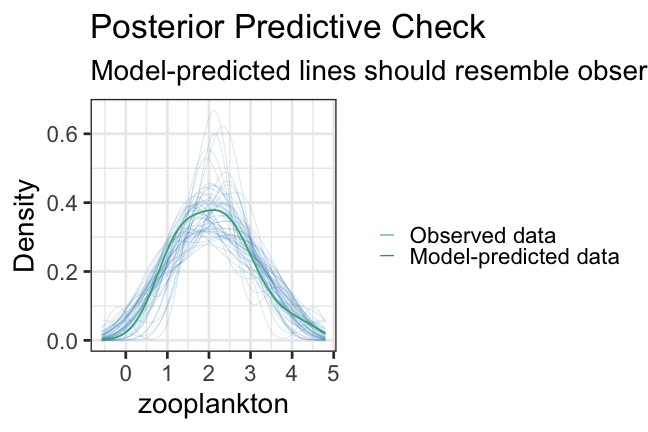 Posterior Predictive Check
Model-predicted lines should resemble obser
Density
0.6
0.4
0.2
0.0
0 1 2 3 4 5
zooplankton
Observed data
Model-predicted data